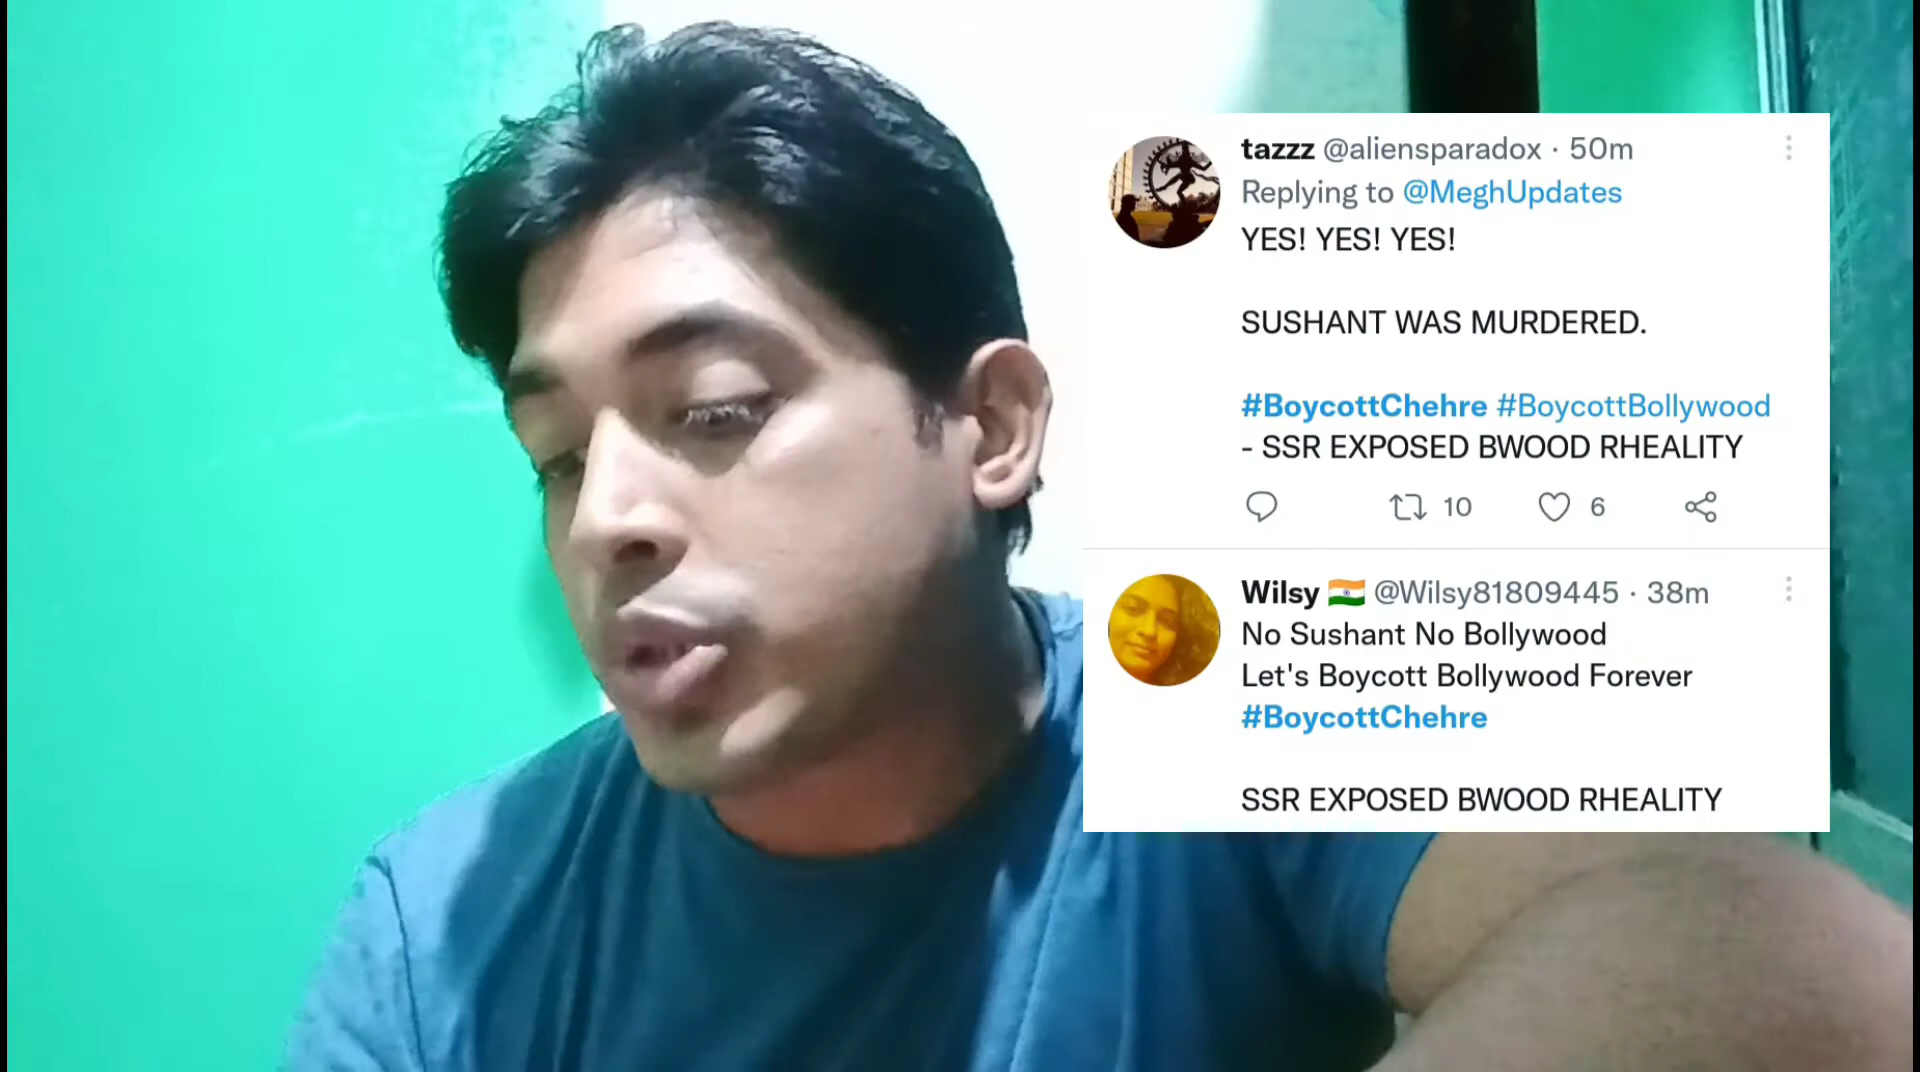 tazzz @aliensparadox · 50m
Replying to @MeghUpdates
YES! YES! YES!
SUSHANT WAS MURDERED.
#BoycottChehre #BoycottBollywood
- SSR EXPOSED BWOOD RHEALITY
10 6
Wilsy 🇮🇳 @Wilsy81809445 · 38m
No Sushant No Bollywood
Let's Boycott Bollywood Forever
#BoycottChehre
SSR EXPOSED BWOOD RHEALITY